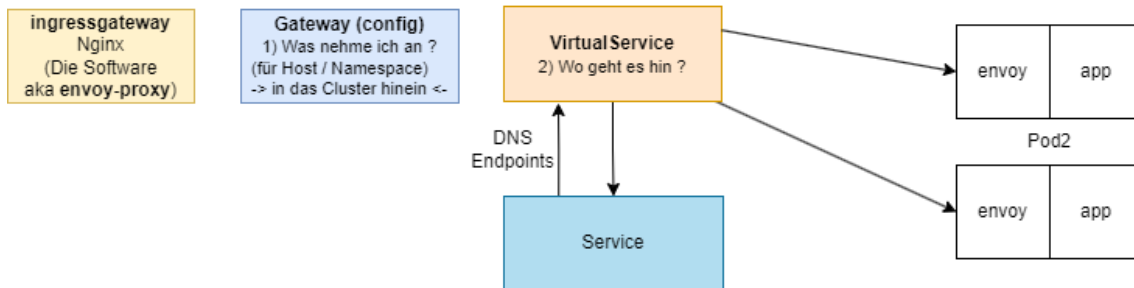 ingressgateway
Nginx
(Die Software
aka envoy-proxy)
Gateway (config)
1) Was nehme ich an ?
(für Host / Namespace)
-> in das Cluster hinein <-
VirtualService
2) Wo geht es hin ?
DNS
Endpoints
Service
envoy
app
Pod2
envoy
app